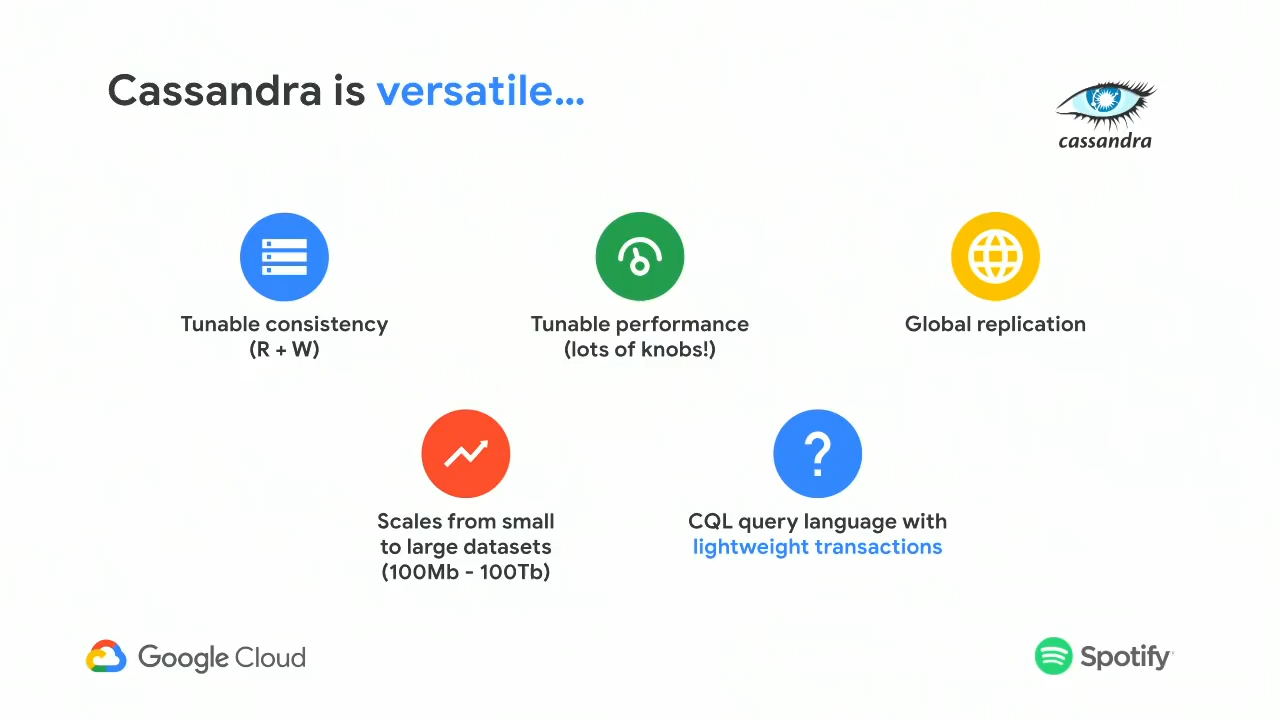 Cassandra is versatile...
cassandra
Tunable consistency
(R + W)
Tunable performance
(lots of knobs!)
Global replication
Scales from small
to large datasets
(100Mb - 100Tb)
CQL query language with
lightweight transactions
Google Cloud
Spotify